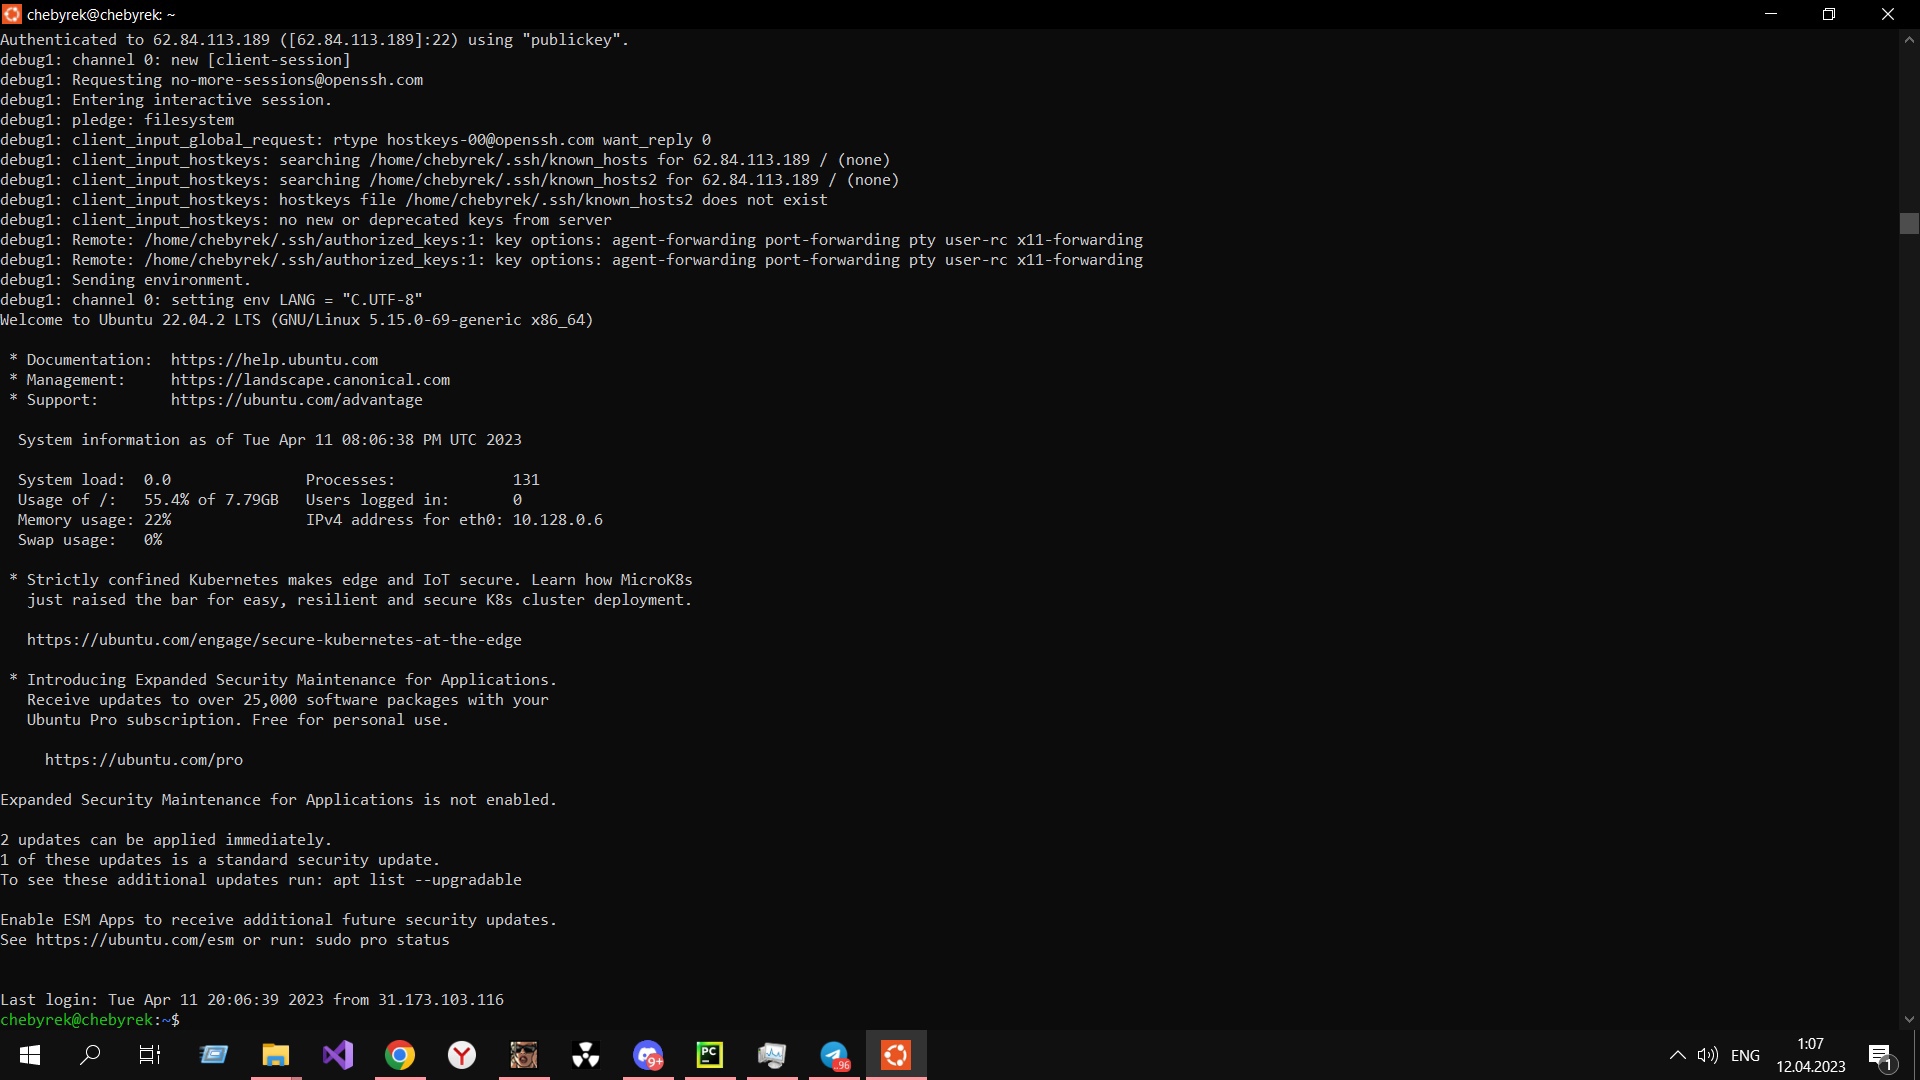 chebyrek@chebyrek: ~
Authenticated to 62.84.113.189 ([62.84.113.189]:22) using "publickey".
debug1: channel 0: new [client-session]
debug1: Requesting no-more-sessions@openssh.com
debug1: Entering interactive session.
debug1: pledge: filesystem
debug1: client_input_global_request: rtype hostkeys-00@openssh.com want_reply 0
debug1: client_input_hostkeys: searching /home/chebyrek/.ssh/known_hosts for 62.84.113.189 / (none)
debug1: client_input_hostkeys: searching /home/chebyrek/.ssh/known_hosts2 for 62.84.113.189 / (none)
debug1: client_input_hostkeys: hostkeys file /home/chebyrek/.ssh/known_hosts2 does not exist
debug1: client_input_hostkeys: no new or deprecated keys from server
debug1: Remote: /home/chebyrek/.ssh/authorized_keys:1: key options: agent-forwarding port-forwarding pty user-rc x11-forwarding
debug1: Remote: /home/chebyrek/.ssh/authorized_keys:1: key options: agent-forwarding port-forwarding pty user-rc x11-forwarding
debug1: Sending environment.
debug1: channel 0: setting env LANG = "C.UTF-8"
Welcome to Ubuntu 22.04.2 LTS (GNU/Linux 5.15.0-69-generic x86_64)
* Documentation:  https://help.ubuntu.com
* Management:     https://landscape.canonical.com
* Support:        https://ubuntu.com/advantage
System information as of Tue Apr 11 08:06:38 PM UTC 2023
System load:  0.0               Processes:             131
Usage of /:   55.4% of 7.79GB   Users logged in:       0
Memory usage: 22%               IPv4 address for eth0: 10.128.0.6
Swap usage:   0%
* Strictly confined Kubernetes makes edge and IoT secure. Learn how MicroK8s
just raised the bar for easy, resilient and secure K8s cluster deployment.
https://ubuntu.com/engage/secure-kubernetes-at-the-edge
* Introducing Expanded Security Maintenance for Applications.
Receive updates to over 25,000 software packages with your
Ubuntu Pro subscription. Free for personal use.
https://ubuntu.com/pro
Expanded Security Maintenance for Applications is not enabled.
2 updates can be applied immediately.
1 of these updates is a standard security update.
To see these additional updates run: apt list --upgradable
Enable ESM Apps to receive additional future security updates.
See https://ubuntu.com/esm or run: sudo pro status
Last login: Tue Apr 11 20:06:39 2023 from 31.173.103.116
chebyrek@chebyrek:~$
9+
PC
96
ENG
1:07
12.04.2023
1